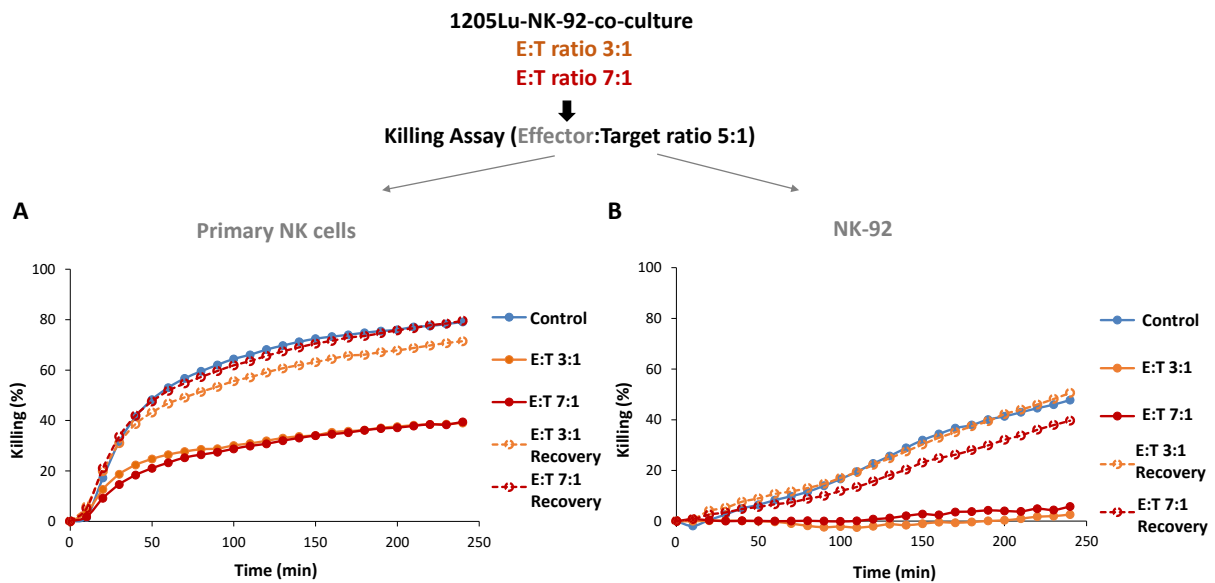 1205Lu-NK-92-co-culture
E:T ratio 3:1
E:T ratio 7:1
Killing Assay (Effector:Target ratio 5:1)
A
Primary NK cells
Killing (%)
100
80
60
40
20
0
0 50 100 150 200 250
Time (min)
Control
E:T 3:1
E:T 7:1
E:T 3:1
Recovery
E:T 7:1
Recovery
B
NK-92
Killing (%)
100
80
60
40
20
0
0 50 100 150 200 250
Time (min)
Control
E:T 3:1
E:T 7:1
E:T 3:1
Recovery
E:T 7:1
Recovery